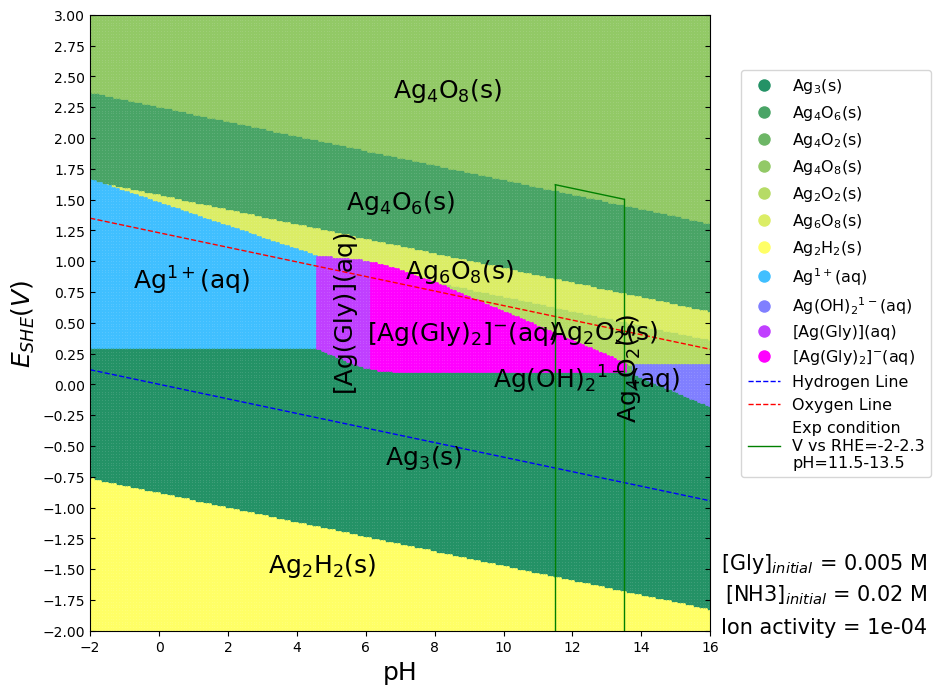 3.00
2.75
2.50
2.25
2.00
1.75
1.50
1.25
1.00
0.75
0.50
0.25
0.00
−0.25
−0.50
−0.75
−1.00
−1.25
−1.50
−1.75
−2.00
E_SHE(V)
−2 0 2 4 6 8 10 12 14 16
pH
Ag₄O₈(s)
Ag₄O₆(s)
Ag₆O₈(s)
Ag¹⁺(aq)
[Ag(Gly)](aq)
[Ag(Gly)₂]⁻(aq)
Ag₂O₂(s)
Ag(OH)₂¹⁻(aq)
Ag₄O₂(s)
Ag₃(s)
Ag₂H₂(s)
Ag₃(s)
Ag₄O₆(s)
Ag₄O₂(s)
Ag₄O₈(s)
Ag₂O₂(s)
Ag₆O₈(s)
Ag₂H₂(s)
Ag¹⁺(aq)
Ag(OH)₂¹⁻(aq)
[Ag(Gly)](aq)
[Ag(Gly)₂]⁻(aq)
Hydrogen Line
Oxygen Line
Exp condition
V vs RHE=-2-2.3
pH=11.5-13.5
[Gly]_initial = 0.005 M
[NH3]_initial = 0.02 M
Ion activity = 1e-04